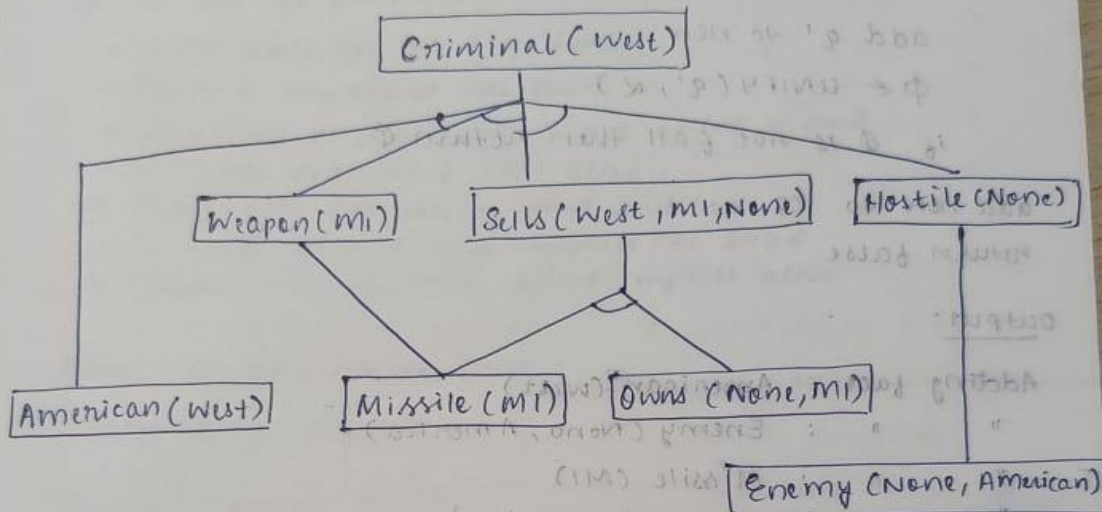 Criminal (West)
Weapon (M1)
Sells (West, M1, None)
Hostile (None)
American (West)
Missile (M1)
Owns (None, M1)
Enemy (None, American)